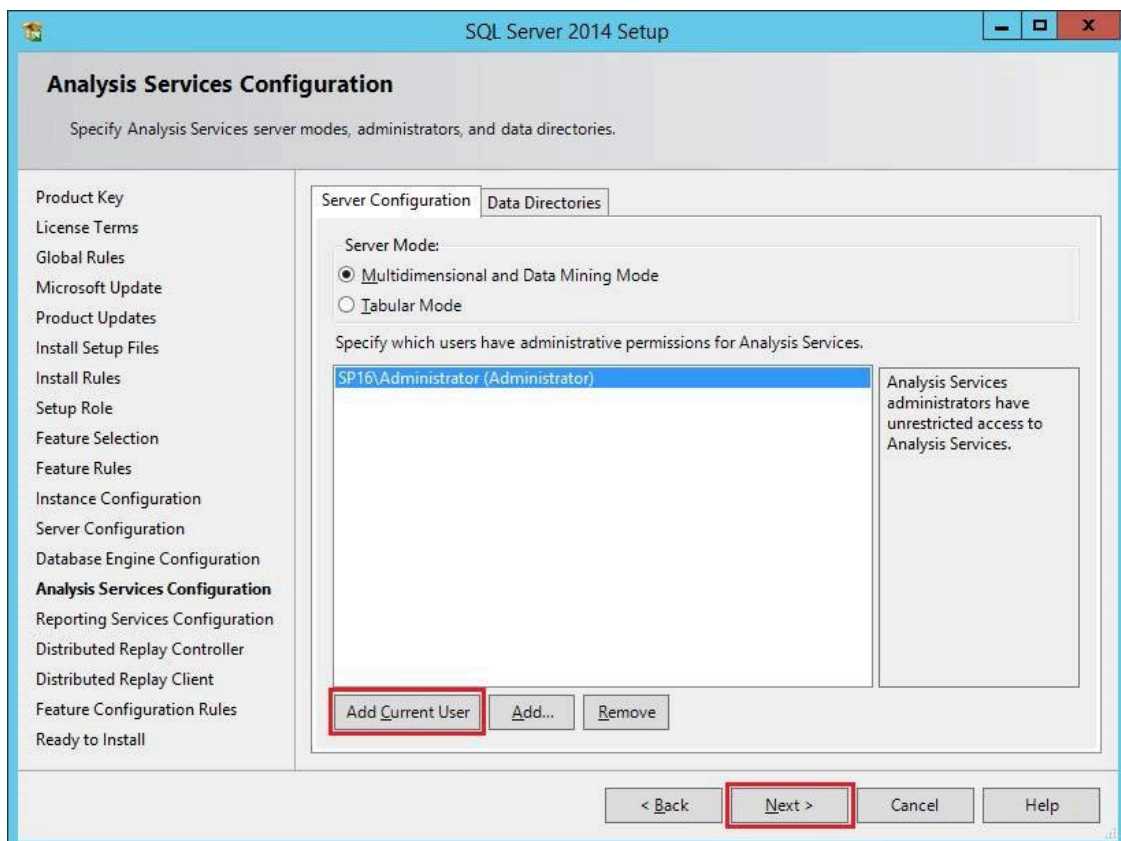 SQL Server 2014 Setup
Analysis Services Configuration
Specify Analysis Services server modes, administrators, and data directories.
Product Key
License Terms
Global Rules
Microsoft Update
Product Updates
Install Setup Files
Install Rules
Setup Role
Feature Selection
Feature Rules
Instance Configuration
Server Configuration
Database Engine Configuration
Analysis Services Configuration
Reporting Services Configuration
Distributed Replay Controller
Distributed Replay Client
Feature Configuration Rules
Ready to Install
Server Configuration
Data Directories
Server Mode:
Multidimensional and Data Mining Mode
Tabular Mode
Specify which users have administrative permissions for Analysis Services.
SP16\Administrator (Administrator)
Analysis Services
administrators have
unrestricted access to
Analysis Services.
Add Current User
Add...
Remove
< Back
Next >
Cancel
Help